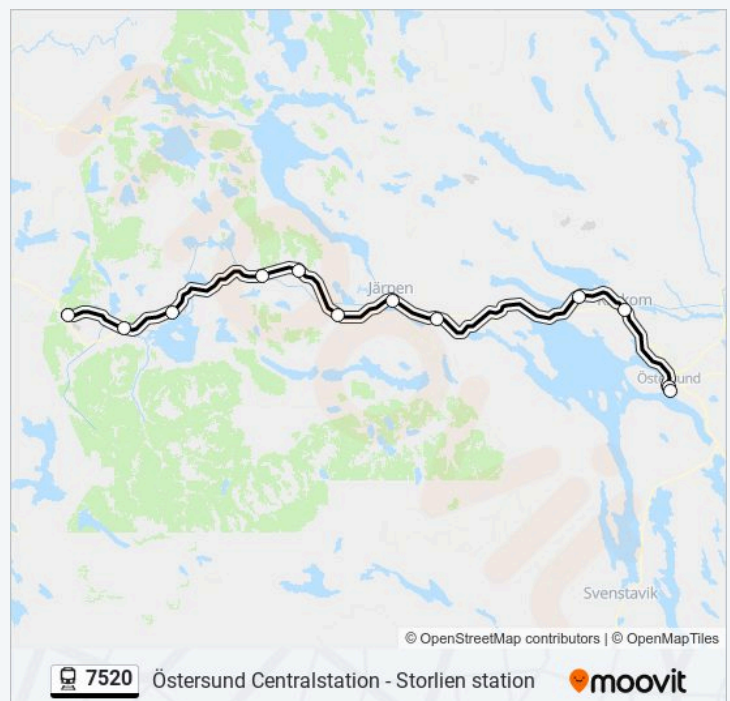 Järpen
Östersund
Svenstavik
© OpenStreetMap contributors | © OpenMapTiles
7520 Östersund Centralstation - Storlien station moovit